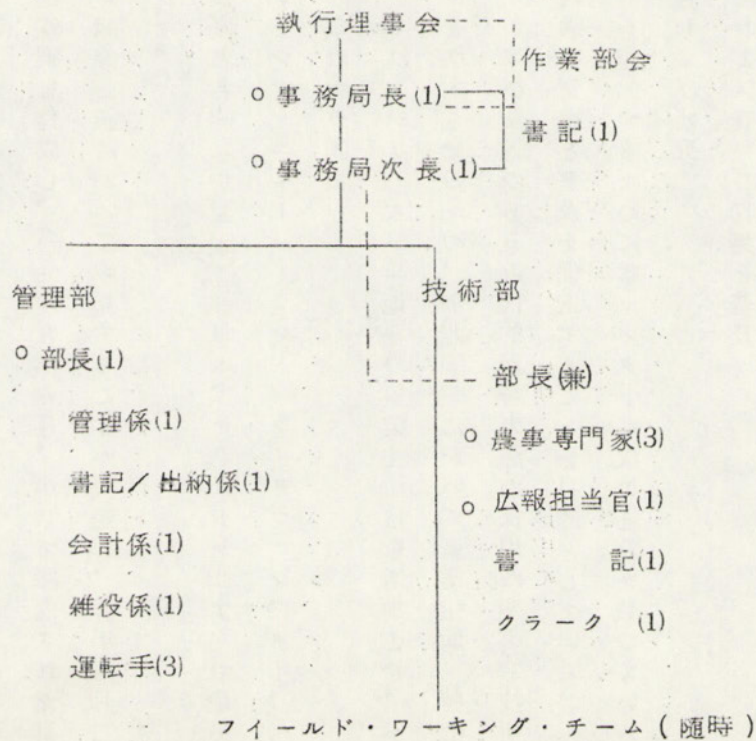 執行理事会
作業部会
○ 事務局長(1)
書記(1)
○ 事務局次長(1)
管理部
○ 部長(1)
管理係(1)
書記/出納係(1)
会計係(1)
雑役係(1)
運転手(3)
技術部
部長(兼)
○ 農事専門家(3)
○ 広報担当官(1)
書 記(1)
クラーク (1)
フイールド・ワーキング・チーム(随時)